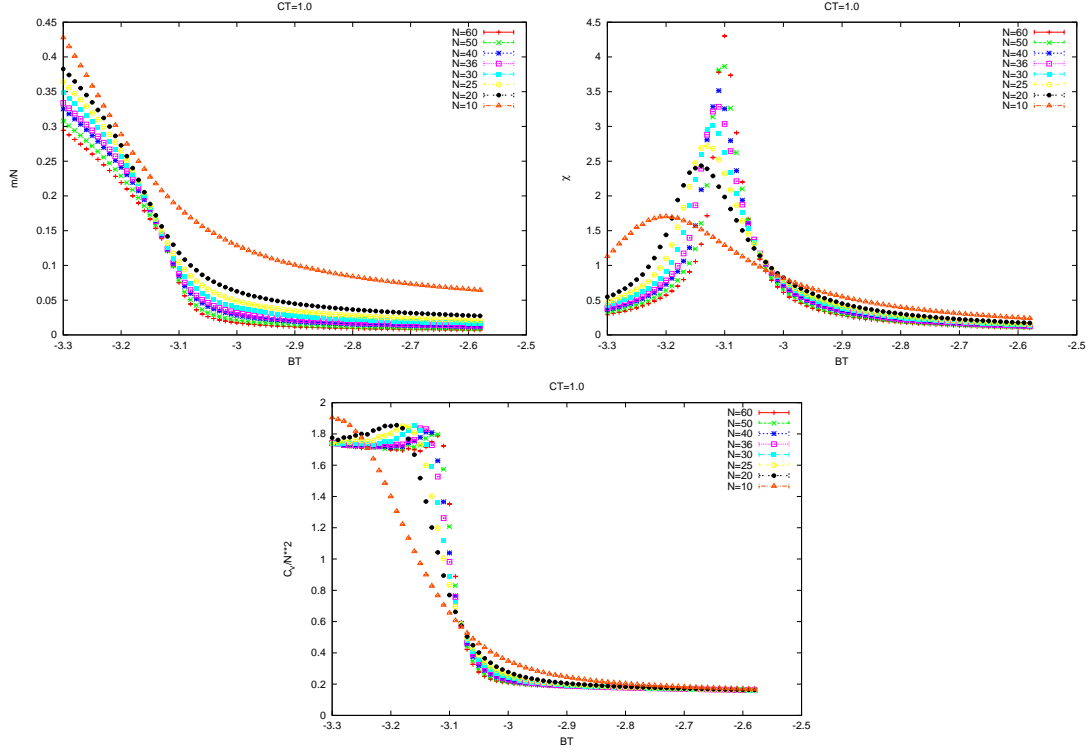 CT=1.0
m/N
0.45
0.4
0.35
0.3
0.25
0.2
0.15
0.1
0.05
0
-3.3
-3.2
-3.1
-3
-2.9
-2.8
-2.7
-2.6
-2.5
BT
N=60
N=50
N=40
N=36
N=30
N=25
N=20
N=10
CT=1.0
χ
5
4.5
4
3.5
3
2.5
2
1.5
1
0.5
0
-3.3
-3.2
-3.1
-3
-2.9
-2.8
-2.7
-2.6
-2.5
BT
N=60
N=50
N=40
N=36
N=30
N=25
N=20
N=10
CT=1.0
C_v/N**2
2
1.8
1.6
1.4
1.2
1
0.8
0.6
0.4
0.2
0
-3.3
-3.2
-3.1
-3
-2.9
-2.8
-2.7
-2.6
-2.5
BT
N=60
N=50
N=40
N=36
N=30
N=25
N=20
N=10